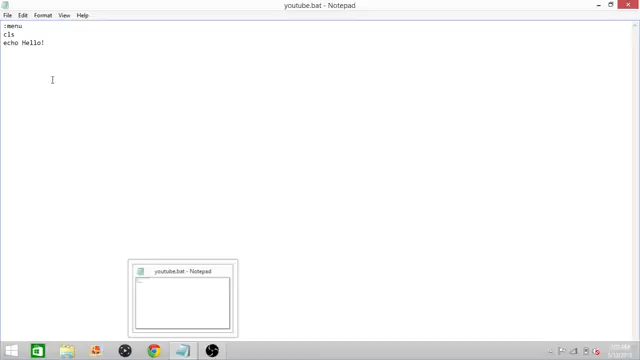 youtube.bat - Notepad
File Edit Format View Help
:menu
cls
echo Hello!
youtube.bat - Notepad